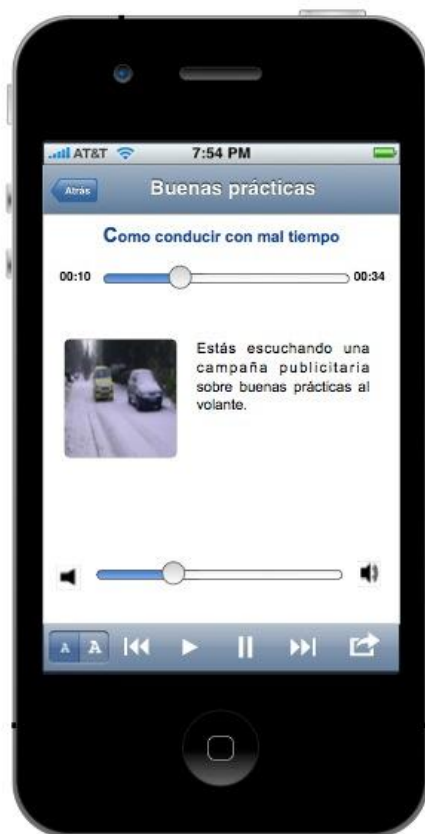 AT&T 7:54 PM
Atrás Buenas prácticas
Como conducir con mal tiempo
00:10 00:34
Estás escuchando una
campaña publicitaria
sobre buenas prácticas al
volante.
A A